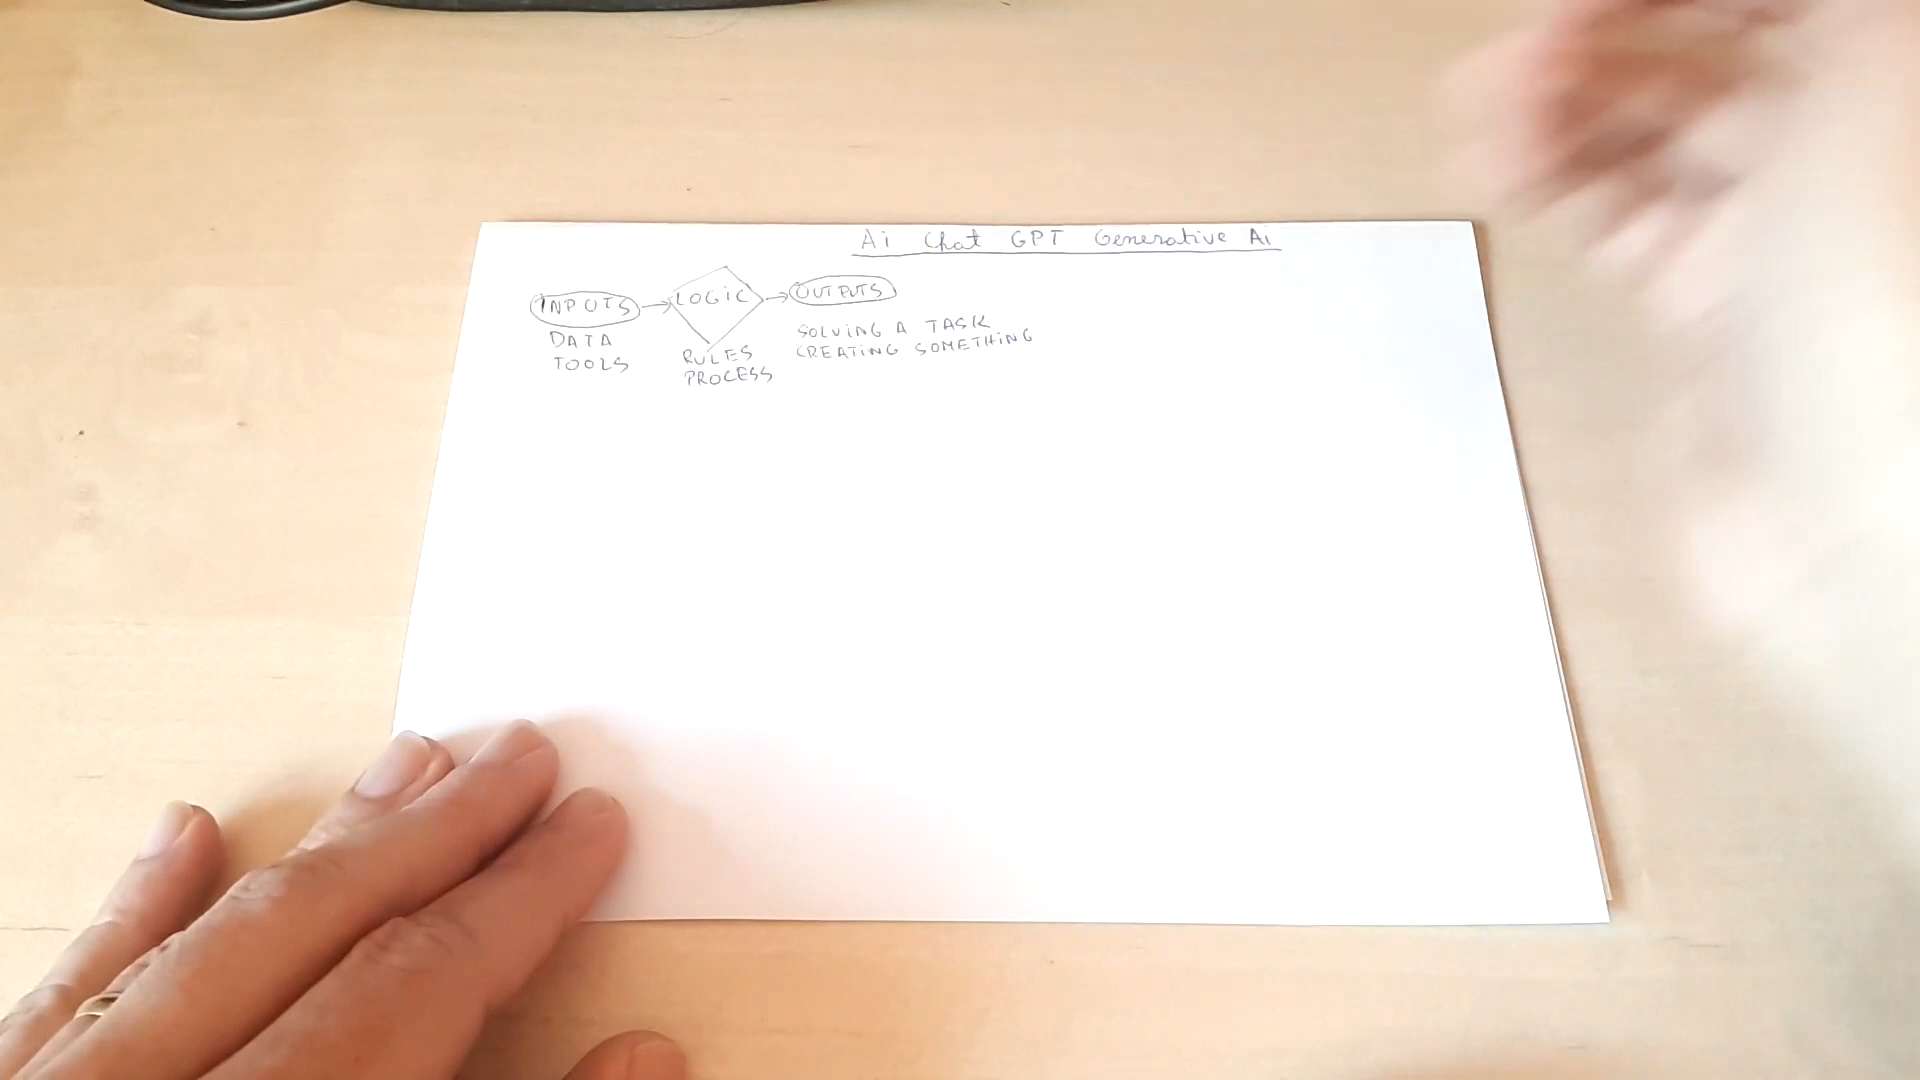 Ai Chat GPT Generative Ai
INPUTS → LOGIC → OUTPUTS
DATA
TOOLS
RULES
PROCESS
SOLVING A TASK
CREATING SOMETHING